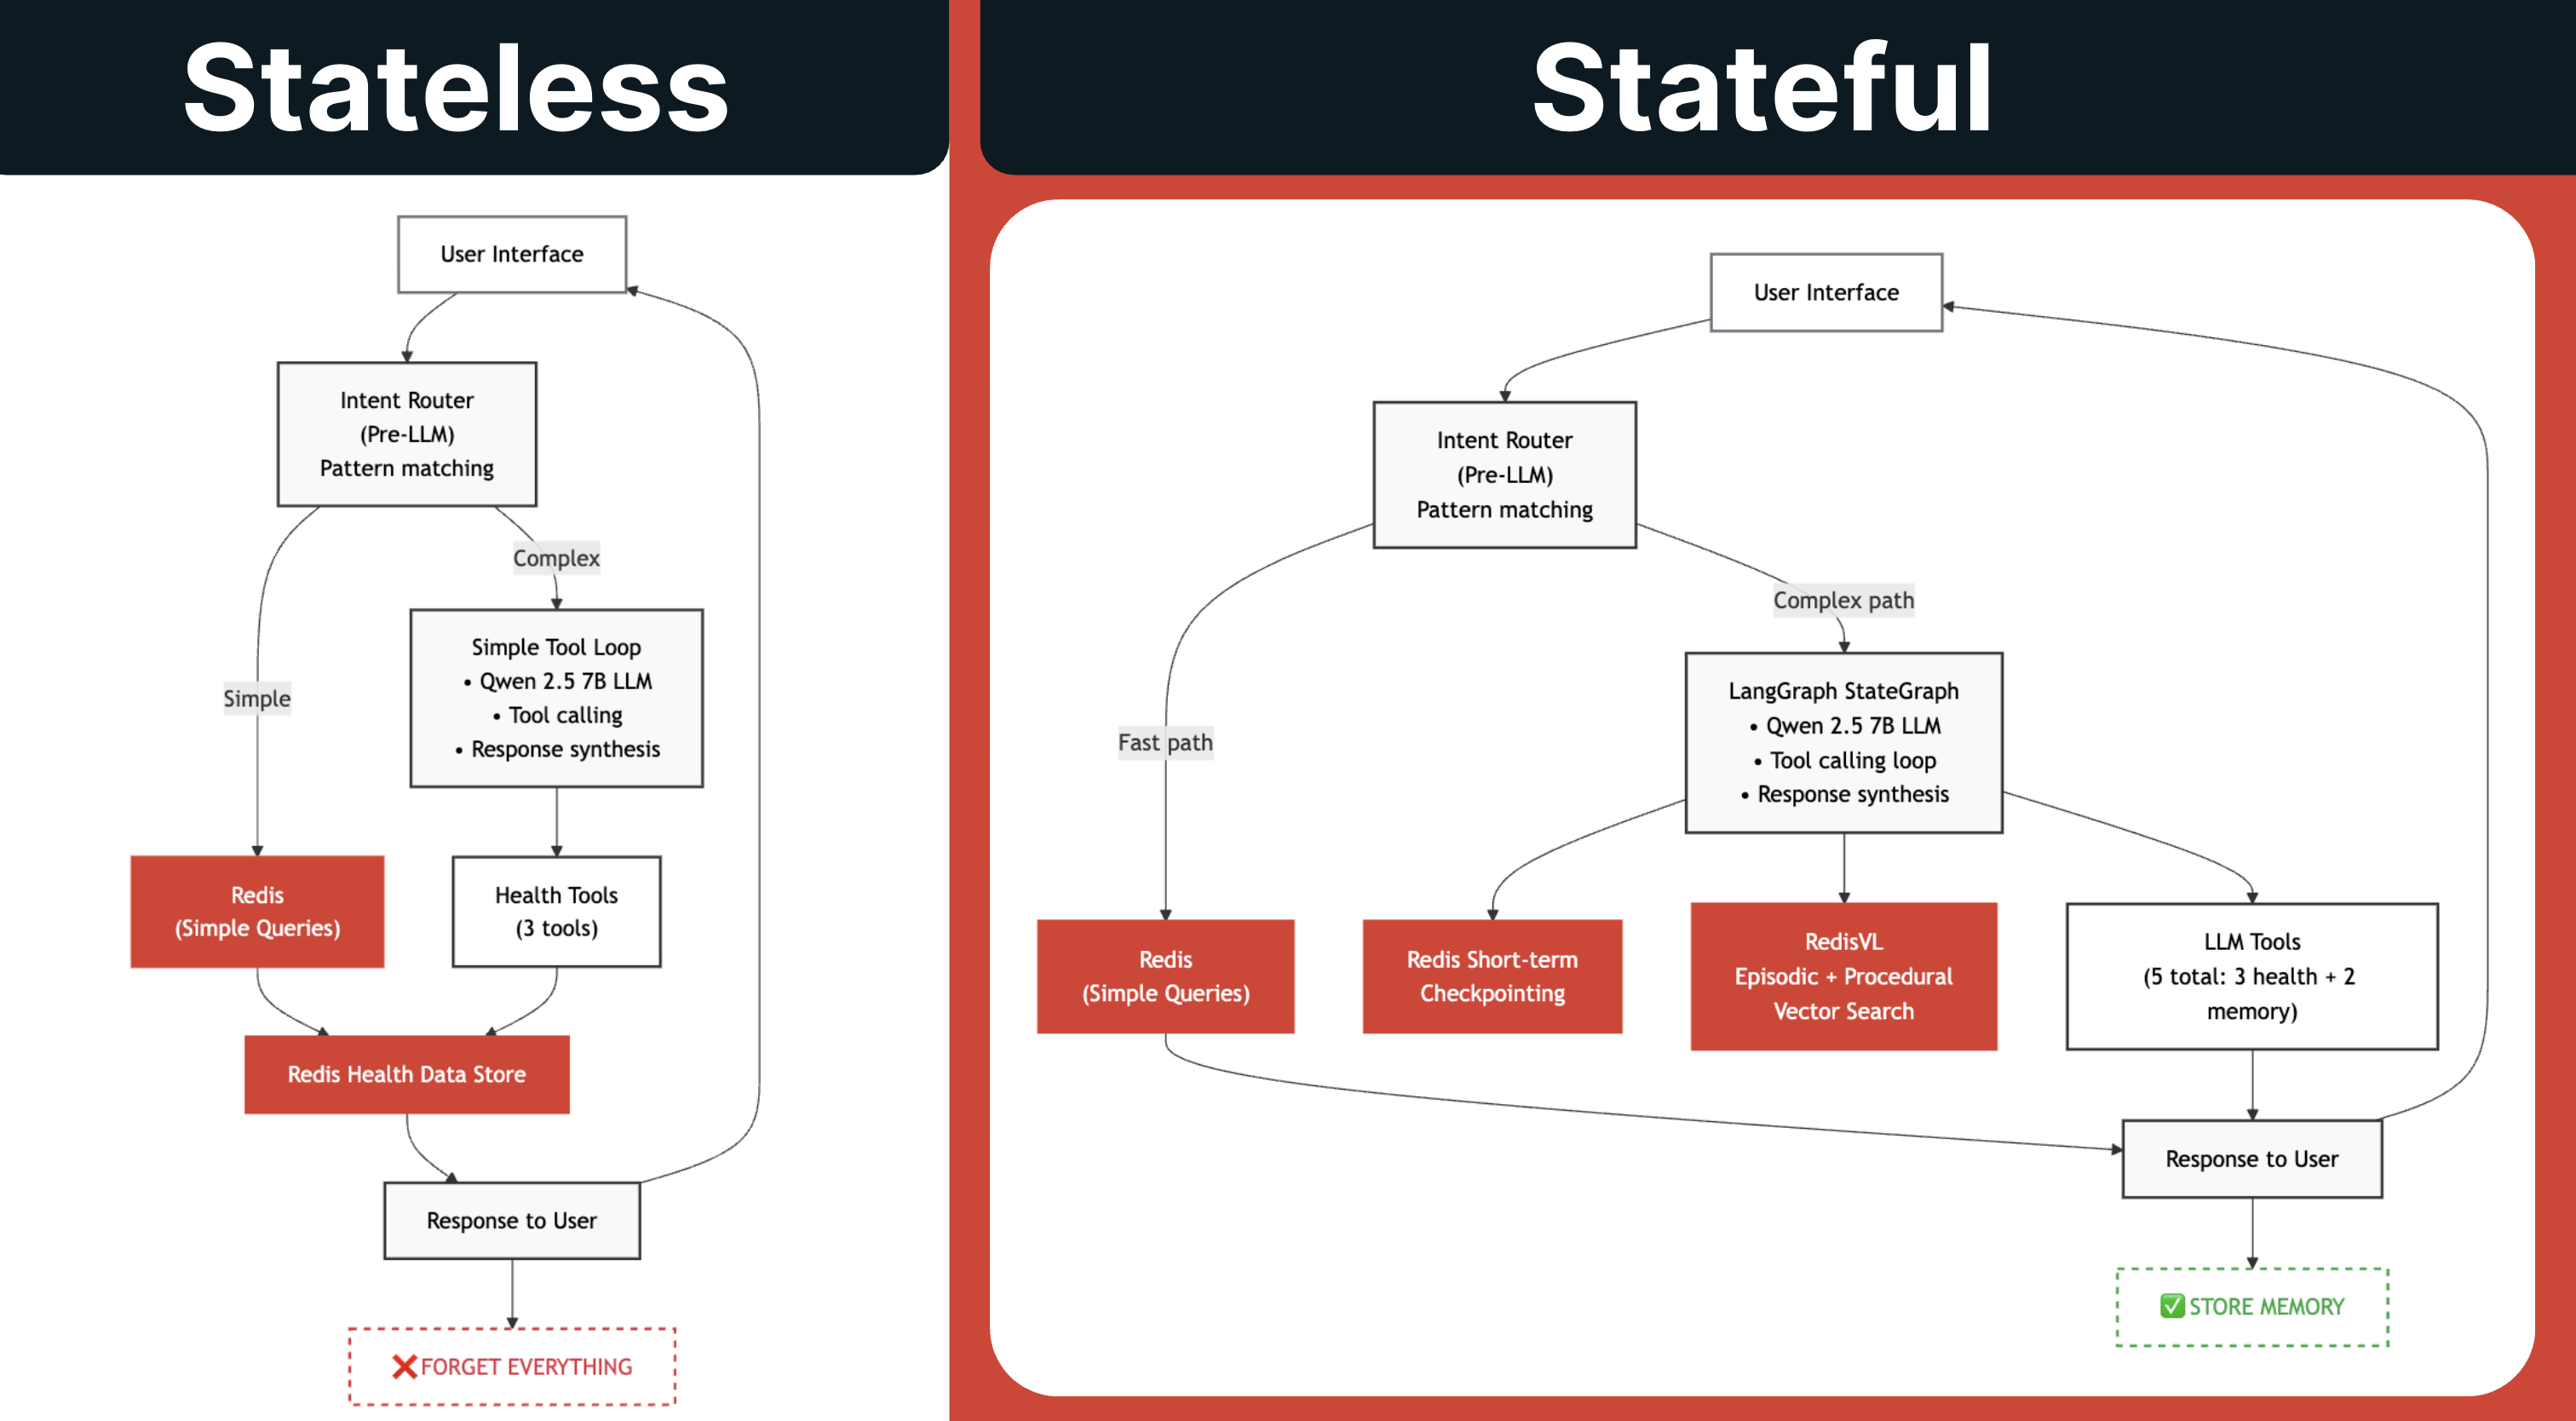 Stateless
User Interface
Intent Router
(Pre-LLM)
Pattern matching
Complex
Simple Tool Loop
• Qwen 2.5 7B LLM
• Tool calling
• Response synthesis
Simple
Redis
(Simple Queries)
Health Tools
(3 tools)
Redis Health Data Store
Response to User
❌FORGET EVERYTHING
Stateful
User Interface
Intent Router
(Pre-LLM)
Pattern matching
Complex path
LangGraph StateGraph
• Qwen 2.5 7B LLM
• Tool calling loop
• Response synthesis
Fast path
Redis
(Simple Queries)
Redis Short-term
Checkpointing
RedisVL
Episodic + Procedural
Vector Search
LLM Tools
(5 total: 3 health + 2
memory)
Response to User
✅STORE MEMORY